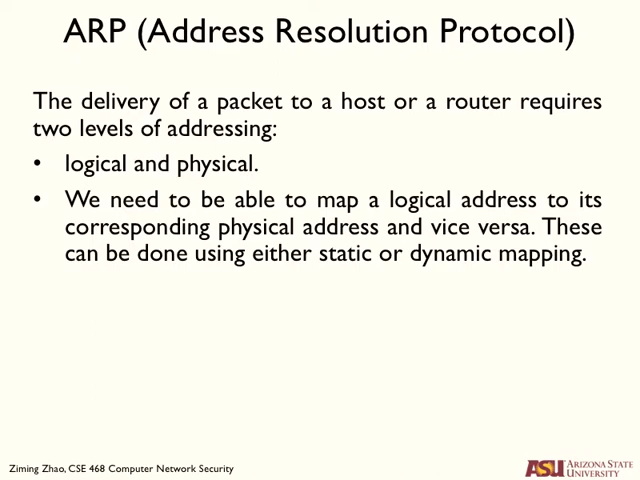 ARP (Address Resolution Protocol)
The delivery of a packet to a host or a router requires
two levels of addressing:
• logical and physical.
• We need to be able to map a logical address to its
corresponding physical address and vice versa. These
can be done using either static or dynamic mapping.
Ziming Zhao, CSE 468 Computer Network Security
ASU ARIZONA STATE
UNIVERSITY